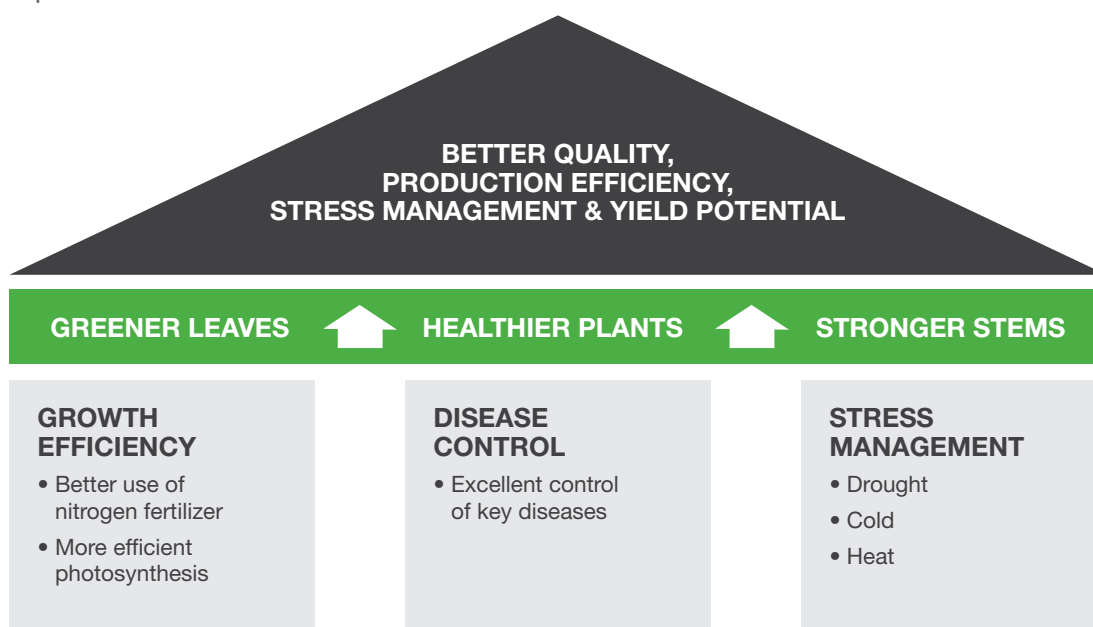 BETTER QUALITY,
PRODUCTION EFFICIENCY,
STRESS MANAGEMENT & YIELD POTENTIAL
GREENER LEAVES
HEALTHIER PLANTS
STRONGER STEMS
GROWTH
EFFICIENCY
• Better use of
nitrogen fertilizer
• More efficient
photosynthesis
DISEASE
CONTROL
• Excellent control
of key diseases
STRESS
MANAGEMENT
• Drought
• Cold
• Heat